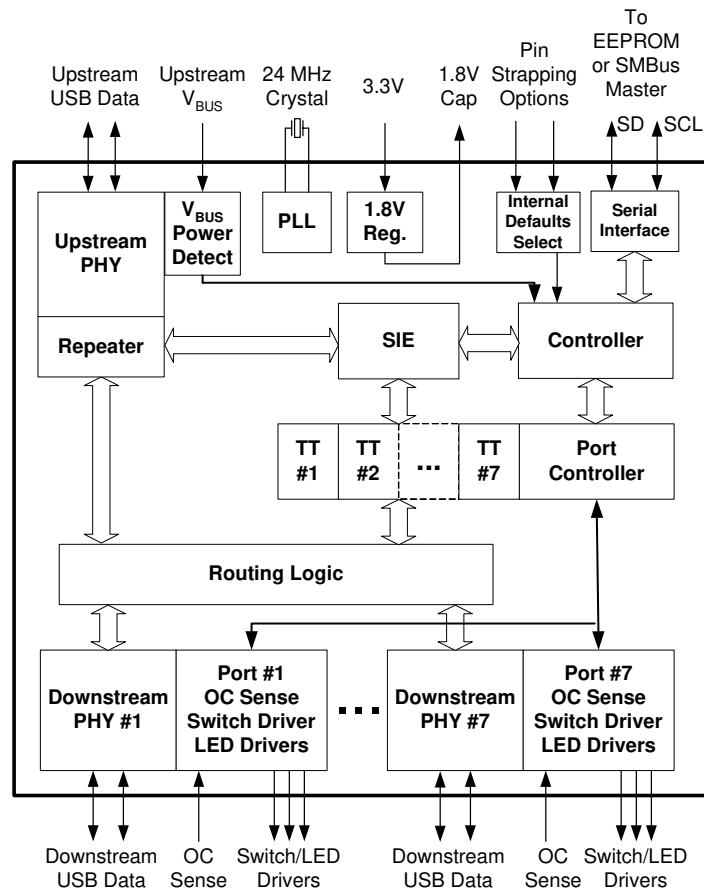 To
EEPROM
or SMBus
Master
Upstream
USB Data
Upstream
VBUS
24 MHz
Crystal
3.3V
1.8V
Cap
Pin
Strapping
Options
SD
SCL
Upstream
PHY
VBUS
Power
Detect
PLL
1.8V
Reg.
Internal
Defaults
Select
Serial
Interface
Repeater
SIE
Controller
TT
#1
TT
#2
...
TT
#7
Port
Controller
Routing Logic
Downstream
PHY #1
Port #1
OC Sense
Switch Driver
LED Drivers
...
Downstream
PHY #7
Port #7
OC Sense
Switch Driver
LED Drivers
Downstream
USB Data
OC
Sense
Switch/LED
Drivers
Downstream
USB Data
OC
Sense
Switch/LED
Drivers